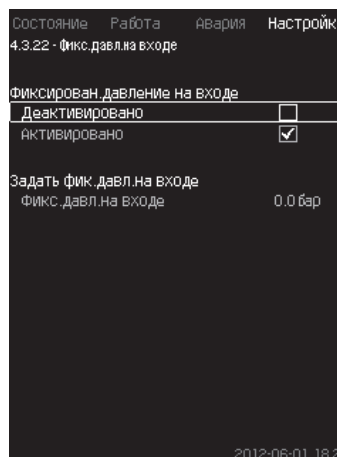 Состояние Работа Авария Настройк
4.3.22 - Фикс.давл.на входе
Фиксирован.давление на входе
Деактивировано
Активировано
Задать фик.давл.на входе
Фикс.давл.на входе 0.0 бар
2012-06-01 18:2